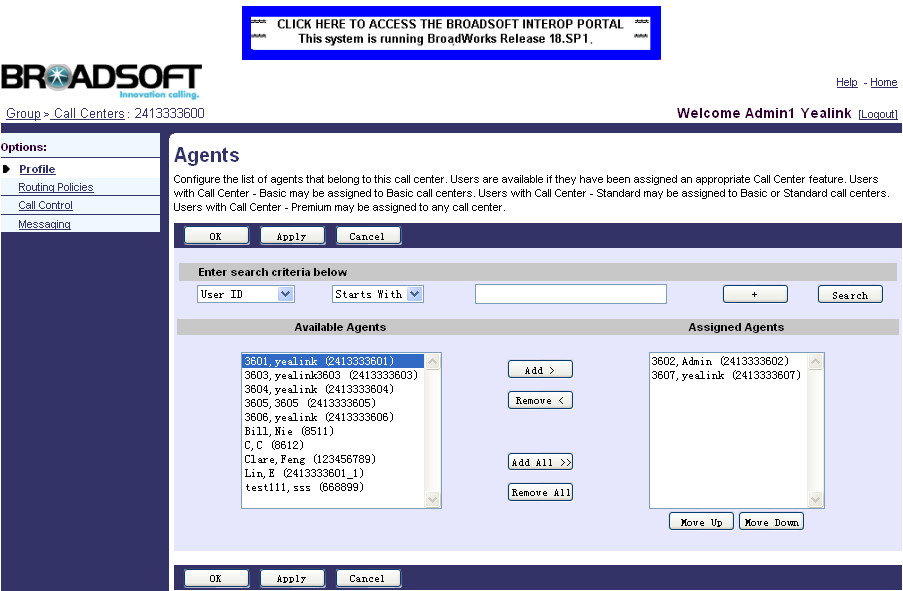 *** CLICK HERE TO ACCESS THE BROADSOFT INTEROP PORTAL ***
*** This system is running BroadWorks Release 18.SP1. ***
BROADSOFT
Innovation calling.
Help - Home
Group > Call Centers : 2413333600
Welcome Admin1 Yealink [Logout]
Options:
Profile
Routing Policies
Call Control
Messaging
Agents
Configure the list of agents that belong to this call center. Users are available if they have been assigned an appropriate Call Center feature. Users
with Call Center - Basic may be assigned to Basic call centers. Users with Call Center - Standard may be assigned to Basic or Standard call centers.
Users with Call Center - Premium may be assigned to any call center.
OK Apply Cancel
Enter search criteria below
User ID Starts With + Search
Available Agents Assigned Agents
3601,yealink (2413333601)
3603,yealink3603 (2413333603)
3604,yealink (2413333604)
3605,3605 (2413333605)
3606,yealink (2413333606)
Bill,Nie (8511)
C,C (8612)
Clare,Feng (123456789)
Lin,E (2413333601_1)
test111,sss (668899)
Add >
Remove <
Add All >>
Remove All
3602,Admin (2413333602)
3607,yealink (2413333607)
Move Up Move Down
OK Apply Cancel